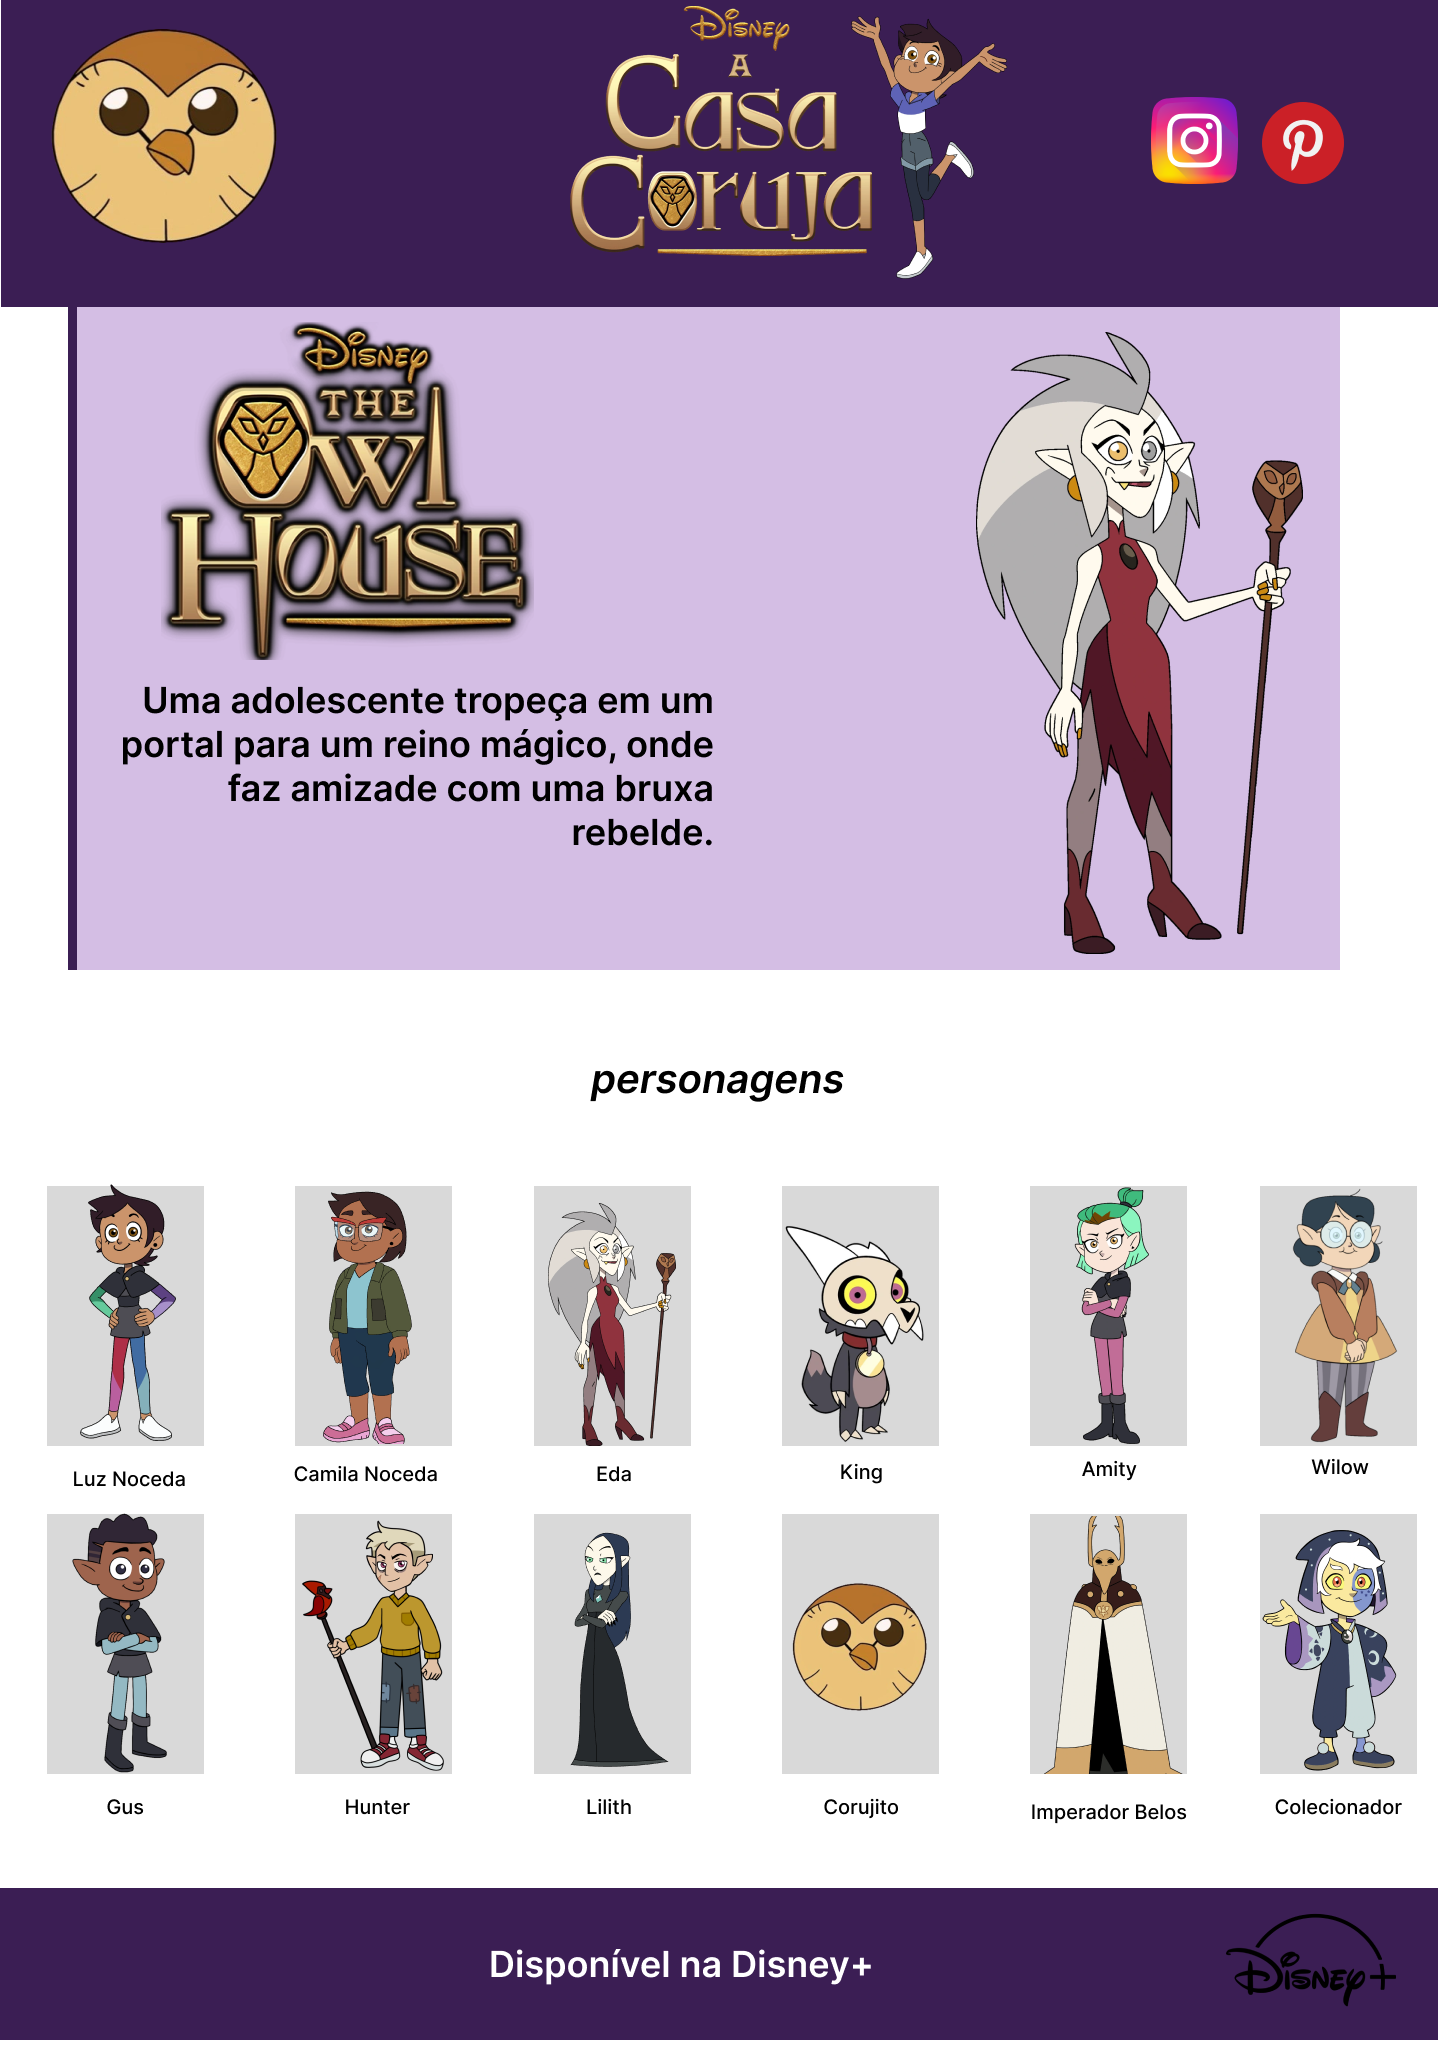 Disney
A
Casa
Coruja
Disney
THE
Owl
House
Uma adolescente tropeça em um
portal para um reino mágico, onde
faz amizade com uma bruxa
rebelde.
personagens
Luz Noceda
Camila Noceda
Eda
King
Amity
Wilow
Gus
Hunter
Lilith
Corujito
Imperador Belos
Colecionador
Disponível na Disney+
Disney+